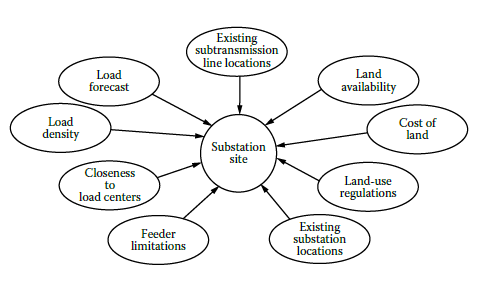 Existing
subtransmission
line locations
Load
forecast
Land
availability
Load
density
Cost of
land
Substation
site
Closeness
to
load centers
Land-use
regulations
Feeder
limitations
Existing
substation
locations